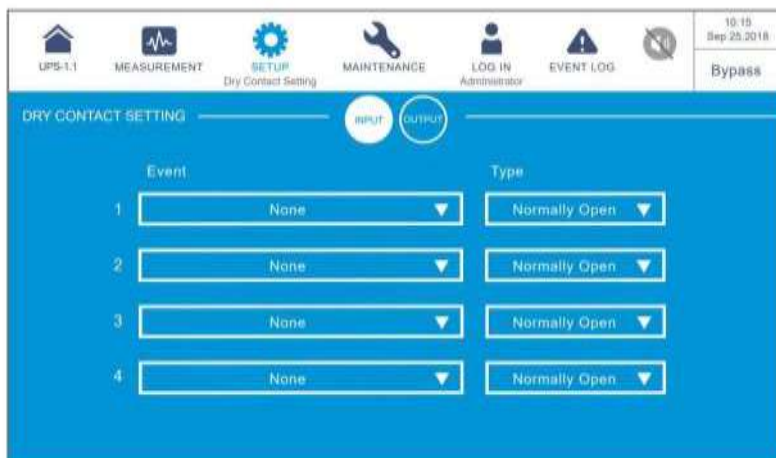 10:15
Sep 25,2018
UPS-1.1
MEASUREMENT
SETUP
Dry Contact Setting
MAINTENANCE
LOG IN
Administrator
EVENT LOG
Bypass
DRY CONTACT SETTING
INPUT
OUTPUT
Event Type
1 None Normally Open
2 None Normally Open
3 None Normally Open
4 None Normally Open